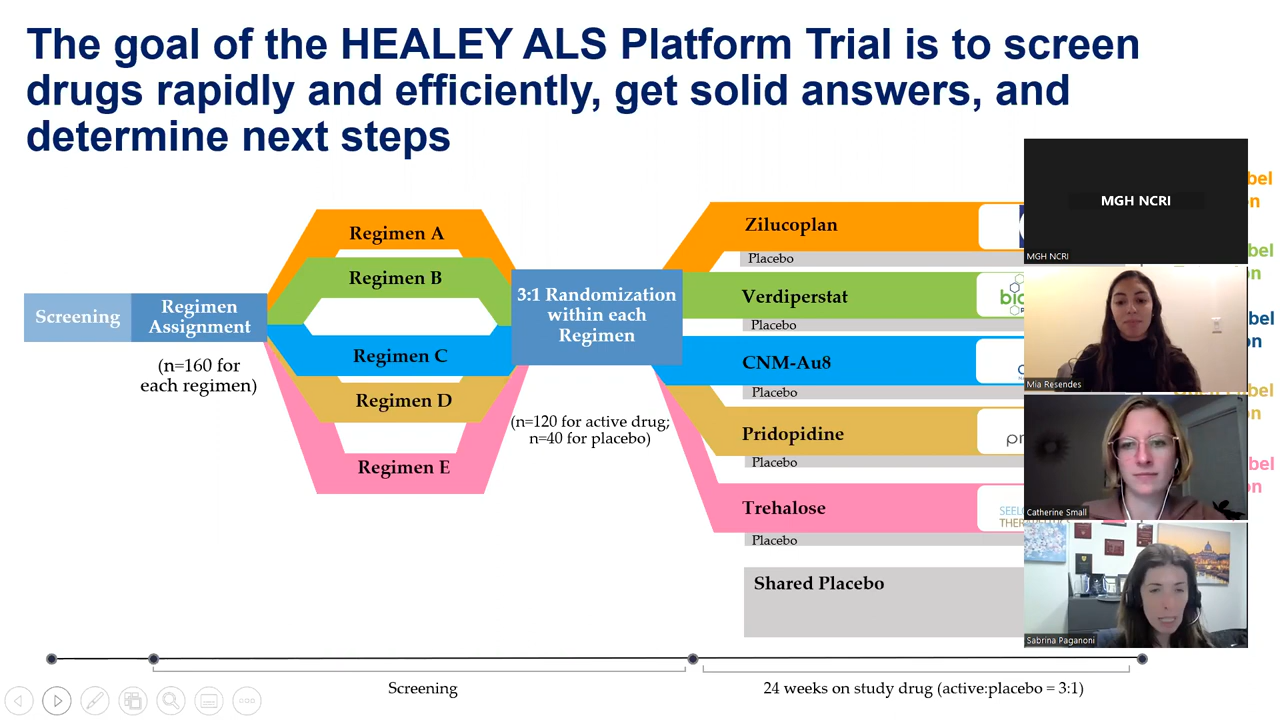 The goal of the HEALEY ALS Platform Trial is to screen
drugs rapidly and efficiently, get solid answers, and
determine next steps
Screening
Regimen
Assignment
(n=160 for
each regimen)
Regimen A
Regimen B
Regimen C
Regimen D
Regimen E
3:1 Randomization
within each
Regimen
(n=120 for active drug;
n=40 for placebo)
Zilucoplan
Placebo
Verdiperstat
Placebo
CNM-Au8
Placebo
Pridopidine
Placebo
Trehalose
Placebo
Shared Placebo
MGH NCRI
MGH NCRI
Mia Resendes
Catherine Small
Sabrina Paganoni
Screening
24 weeks on study drug (active:placebo = 3:1)